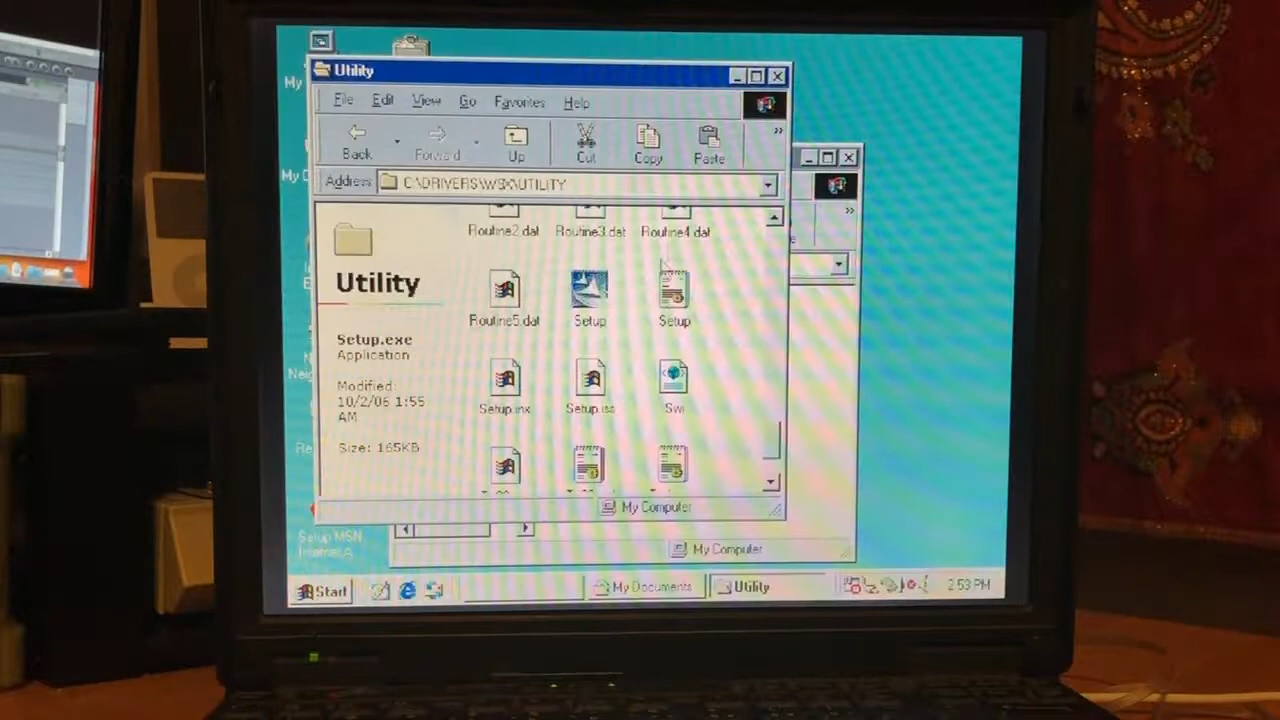 My
Utility
File Edit View Go Favorites Help
Back Forward Up Cut Copy Paste »
Address C:\DRIVERS\WSK\UTILITY
My
»
Routine2.dat Routine3.dat Routine4.dat
Utility
Routine5.dat Setup Setup
Setup.exe
Application
Modified:
10/2/06 1:55
AM
Setup.inx Setup.iss Swi
Size: 165KB
My Computer
Setup MSN
Internet A
My Computer
Start My Documents Utility 2:53 PM